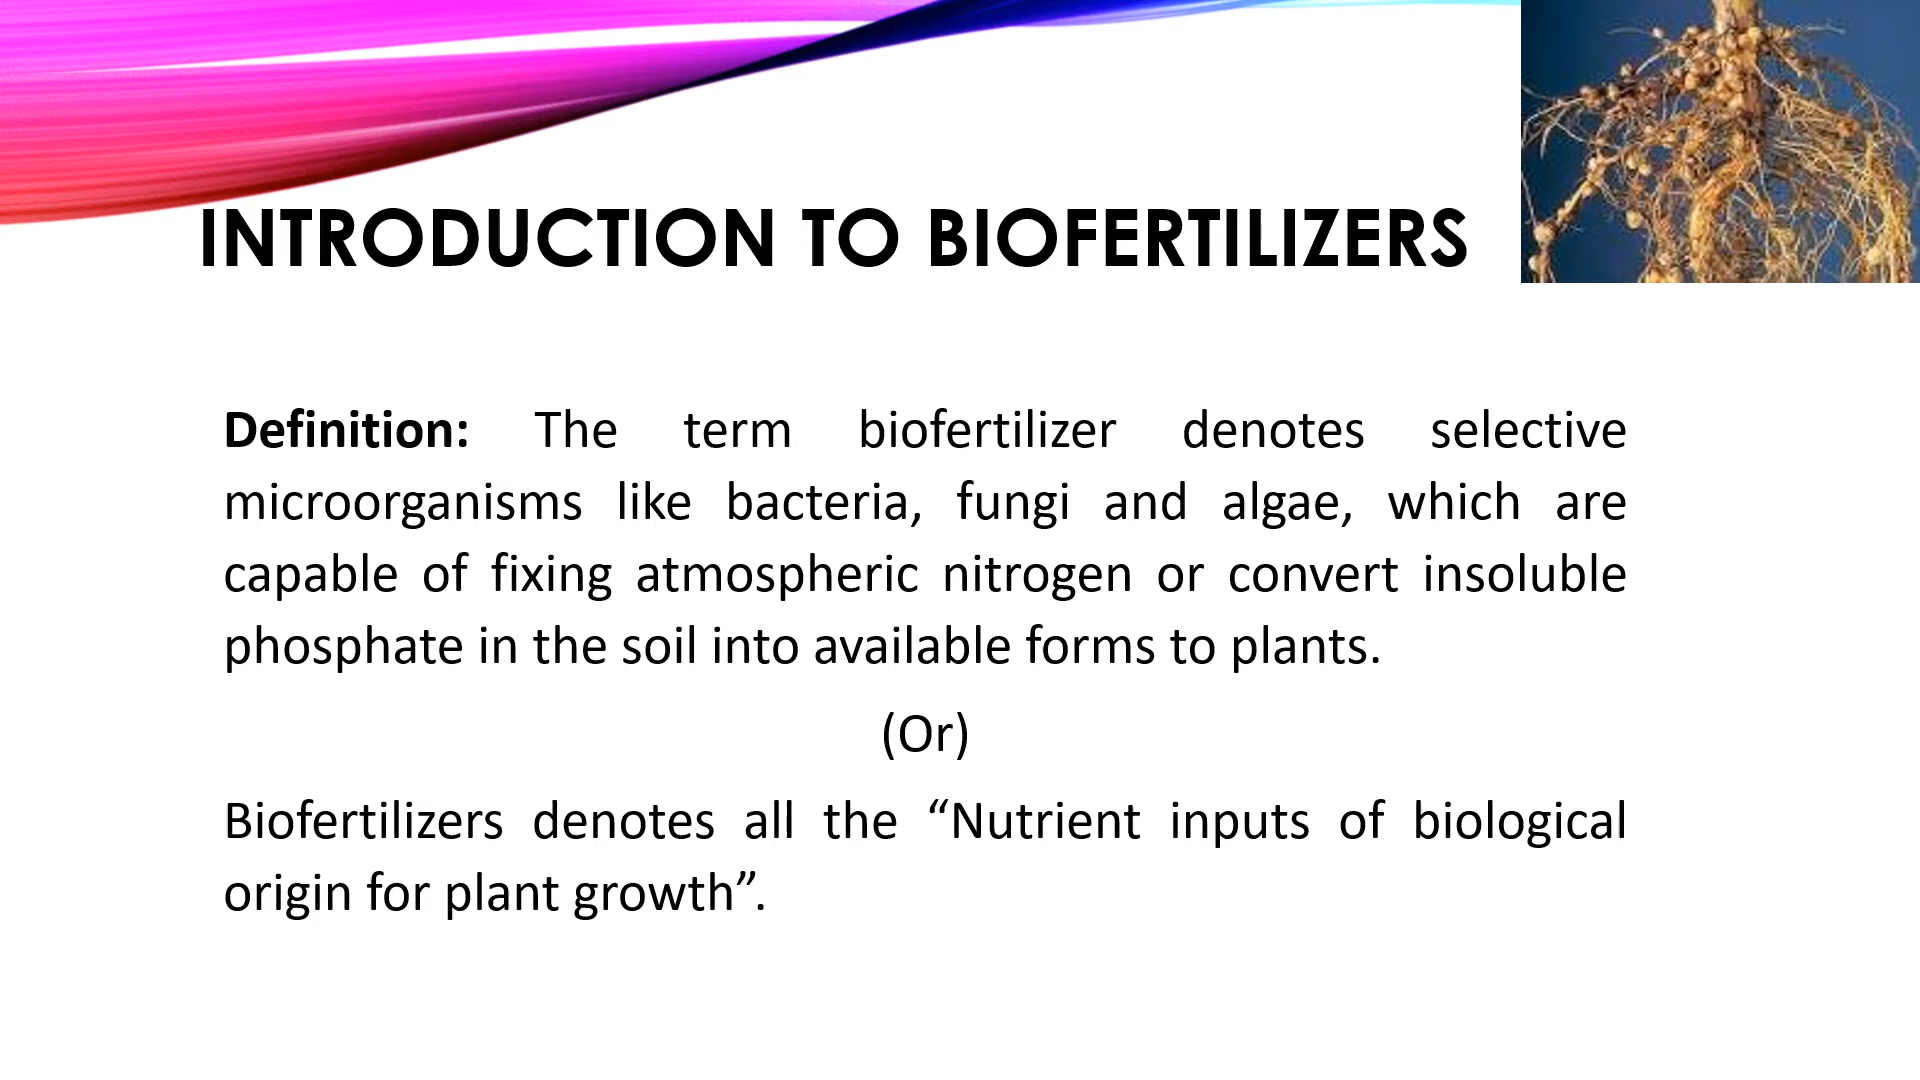 INTRODUCTION TO BIOFERTILIZERS
Definition: The term biofertilizer denotes selective
microorganisms like bacteria, fungi and algae, which are
capable of fixing atmospheric nitrogen or convert insoluble
phosphate in the soil into available forms to plants.
(Or)
Biofertilizers denotes all the “Nutrient inputs of biological
origin for plant growth”.